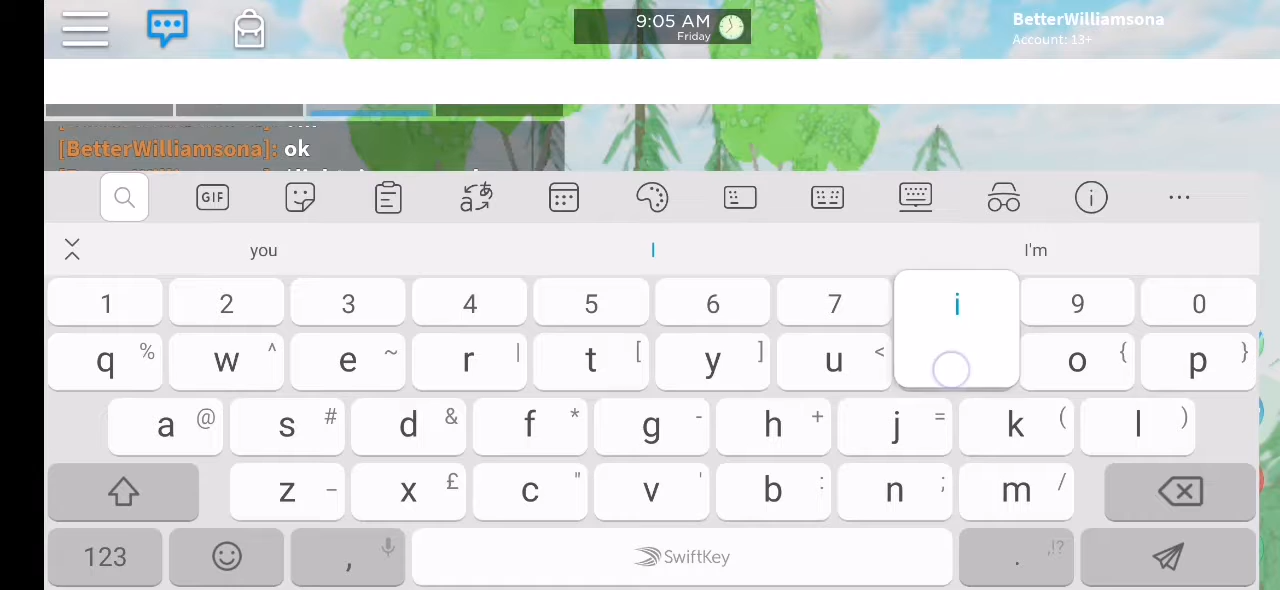 9:05 AM
Friday
BetterWilliamsona
Account: 13+
[BetterWilliamsona]: ok
GIF
you I I'm
1 2 3 4 5 6 7 i 9 0
q % w ^ e ~ r | t [ y ] u < o { p }
a @ s # d & f * g - h + j = k ( l )
z _ x £ c " v ' b : n ; m /
123 , SwiftKey . ,!?